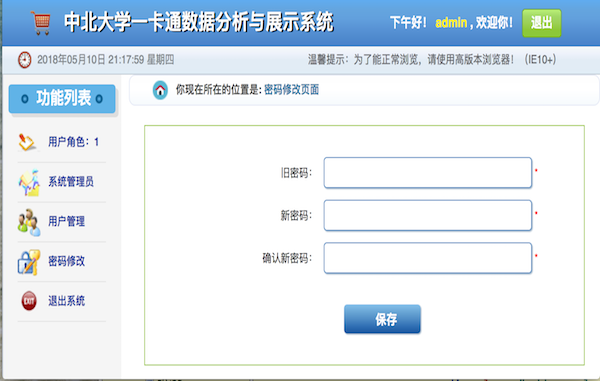 中北大学一卡通数据分析与展示系统
下午好! admin , 欢迎你! 退出
2018年05月10日 21:17:59 星期四
温馨提示：为了能正常浏览，请使用高版本浏览器！（IE10+）
功能列表
你现在所在的位置是: 密码修改页面
用户角色：1
系统管理员
用户管理
密码修改
EXIT 退出系统
旧密码： *
新密码： *
确认新密码： *
保存